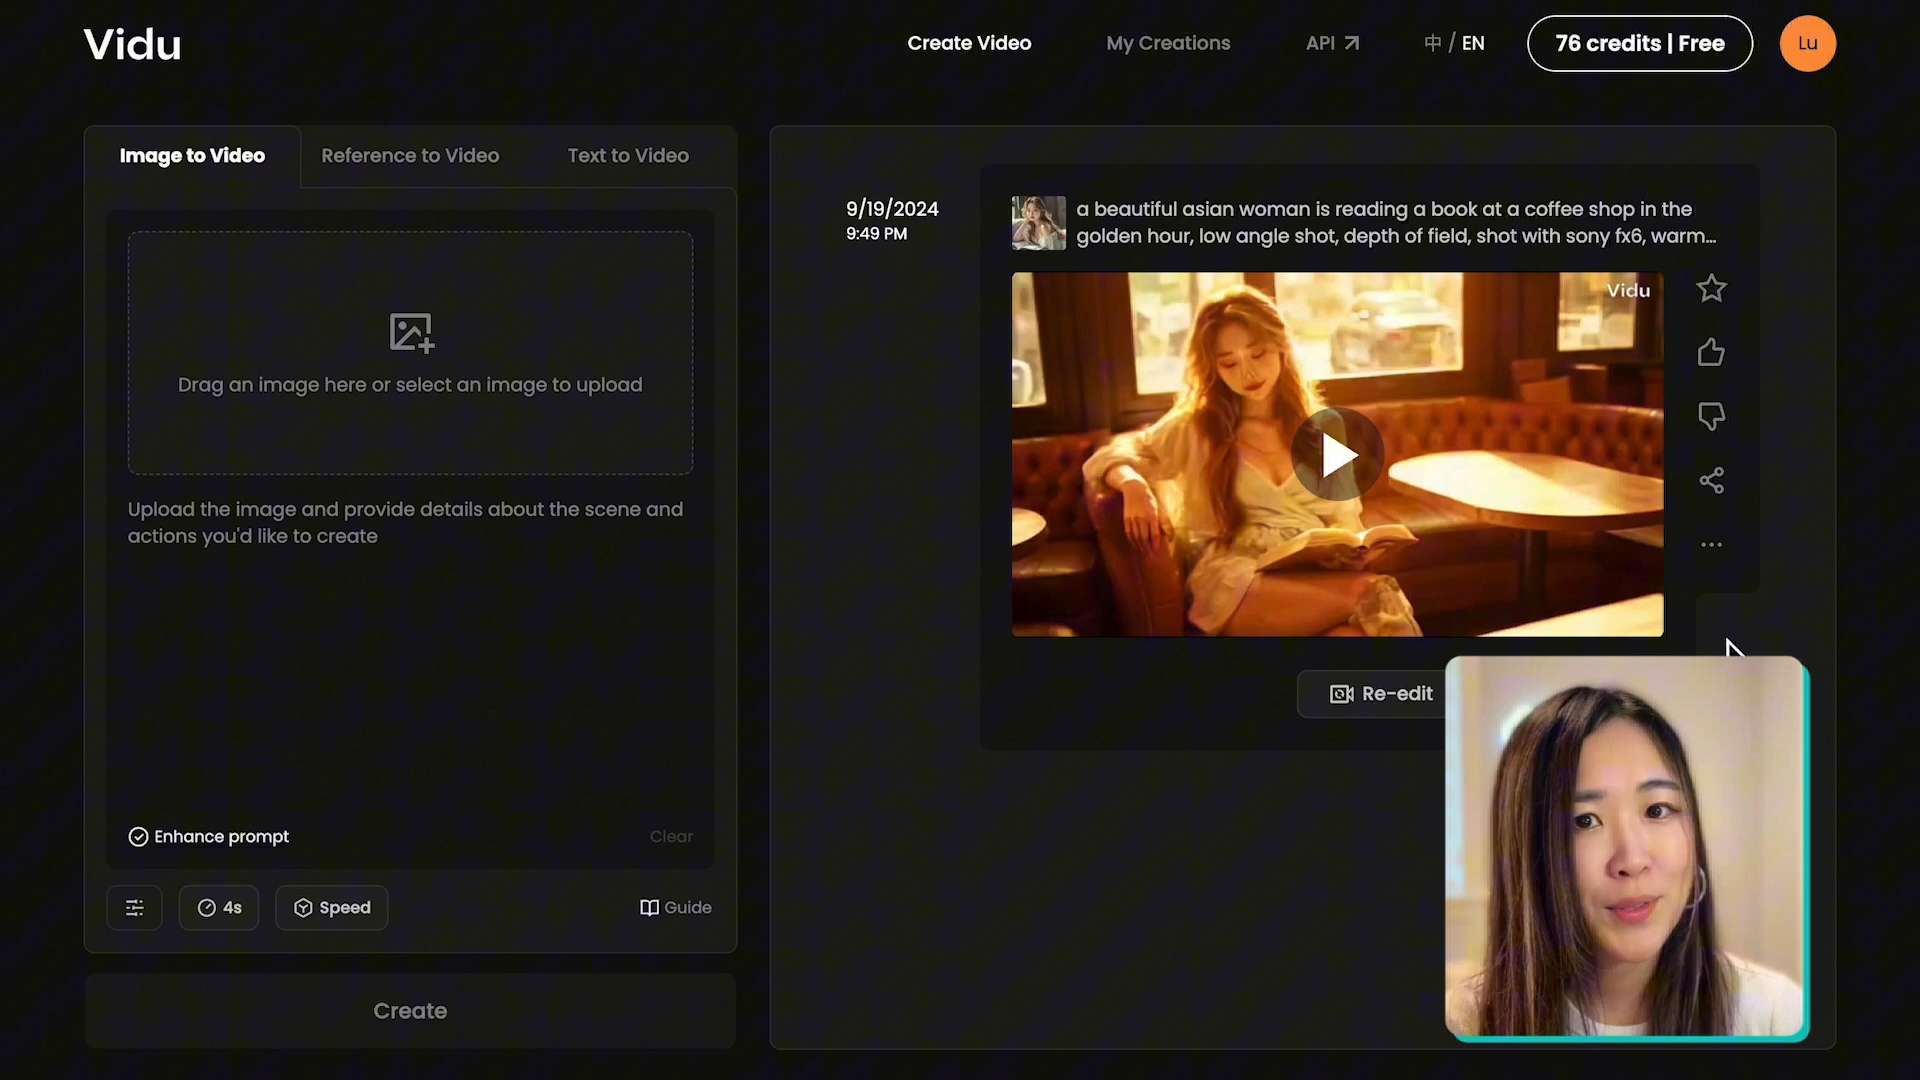 Vidu
Create Video
My Creations
API
中 / EN
76 credits | Free
Lu
Image to Video
Reference to Video
Text to Video
Drag an image here or select an image to upload
Upload the image and provide details about the scene and
actions you'd like to create
Enhance prompt
Clear
4s
Speed
Guide
Create
9/19/2024
9:49 PM
a beautiful asian woman is reading a book at a coffee shop in the
golden hour, low angle shot, depth of field, shot with sony fx6, warm...
Vidu
Re-edit